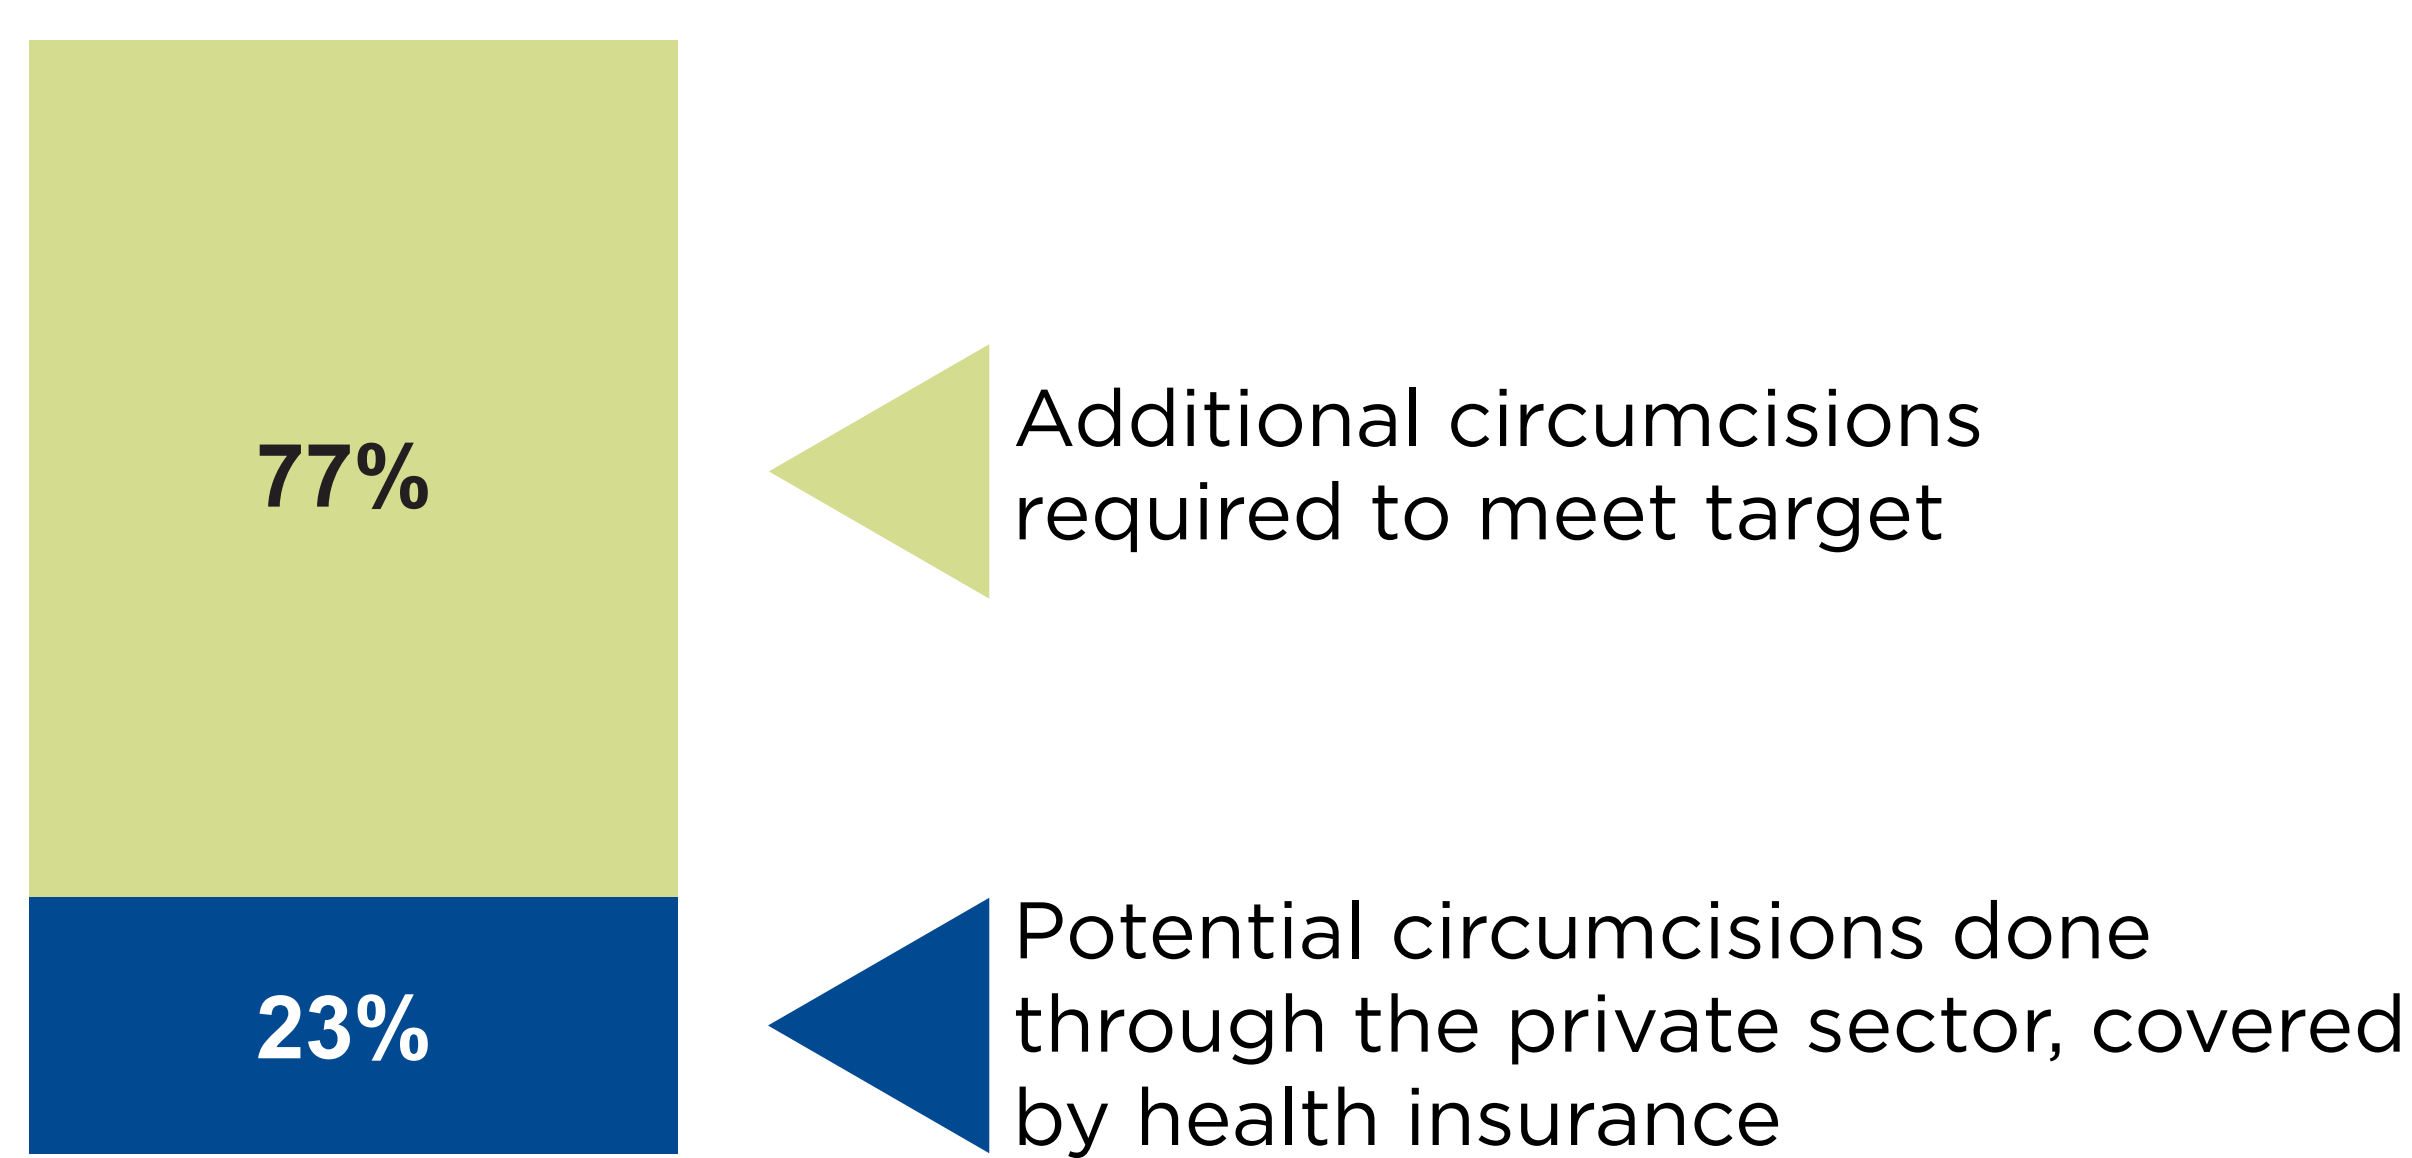 77%
Additional circumcisions
required to meet target
23%
Potential circumcisions done
through the private sector, covered
by health insurance